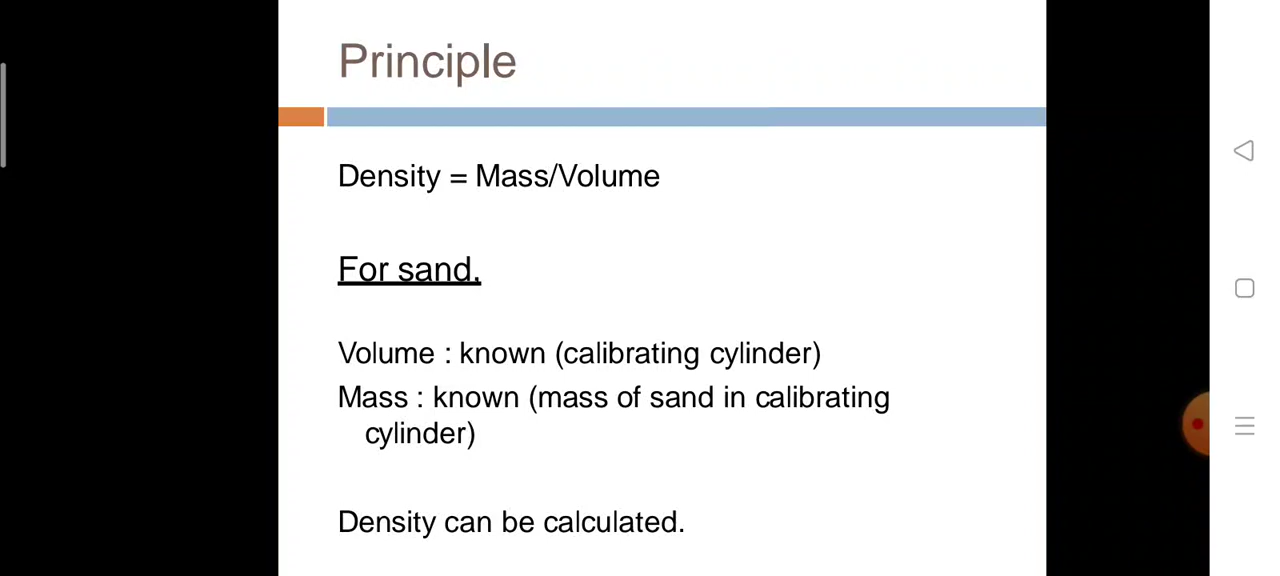 Principle
Density = Mass/Volume
For sand.
Volume : known (calibrating cylinder)
Mass : known (mass of sand in calibrating
cylinder)
Density can be calculated.